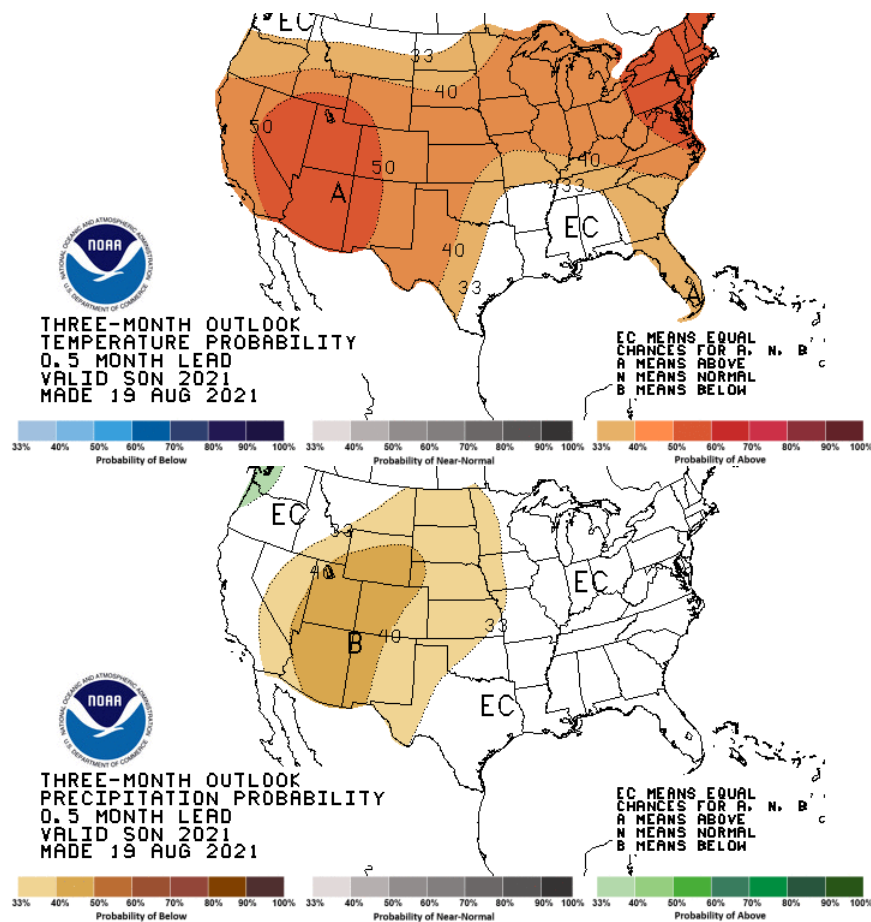 EC
33
A
40
50
50
A
40
33
EC
40
33
A
NATIONAL OCEANIC AND ATMOSPHERIC ADMINISTRATION
NOAA
U.S. DEPARTMENT OF COMMERCE
THREE-MONTH OUTLOOK
TEMPERATURE PROBABILITY
0.5 MONTH LEAD
VALID SON 2021
MADE 19 AUG 2021
EC MEANS EQUAL
CHANCES FOR A, N, B
A MEANS ABOVE
N MEANS NORMAL
B MEANS BELOW
33% 40% 50% 60% 70% 80% 90% 100%
Probability of Below
33% 40% 50% 60% 70% 80% 90% 100%
Probability of Near-Normal
33% 40% 50% 60% 70% 80% 90% 100%
Probability of Above
EC
33
40
EC
B
40
33
EC
NATIONAL OCEANIC AND ATMOSPHERIC ADMINISTRATION
NOAA
U.S. DEPARTMENT OF COMMERCE
THREE-MONTH OUTLOOK
PRECIPITATION PROBABILITY
0.5 MONTH LEAD
VALID SON 2021
MADE 19 AUG 2021
EC MEANS EQUAL
CHANCES FOR A, N, B
A MEANS ABOVE
N MEANS NORMAL
B MEANS BELOW
33% 40% 50% 60% 70% 80% 90% 100%
Probability of Below
33% 40% 50% 60% 70% 80% 90% 100%
Probability of Near-Normal
33% 40% 50% 60% 70% 80% 90% 100%
Probability of Above